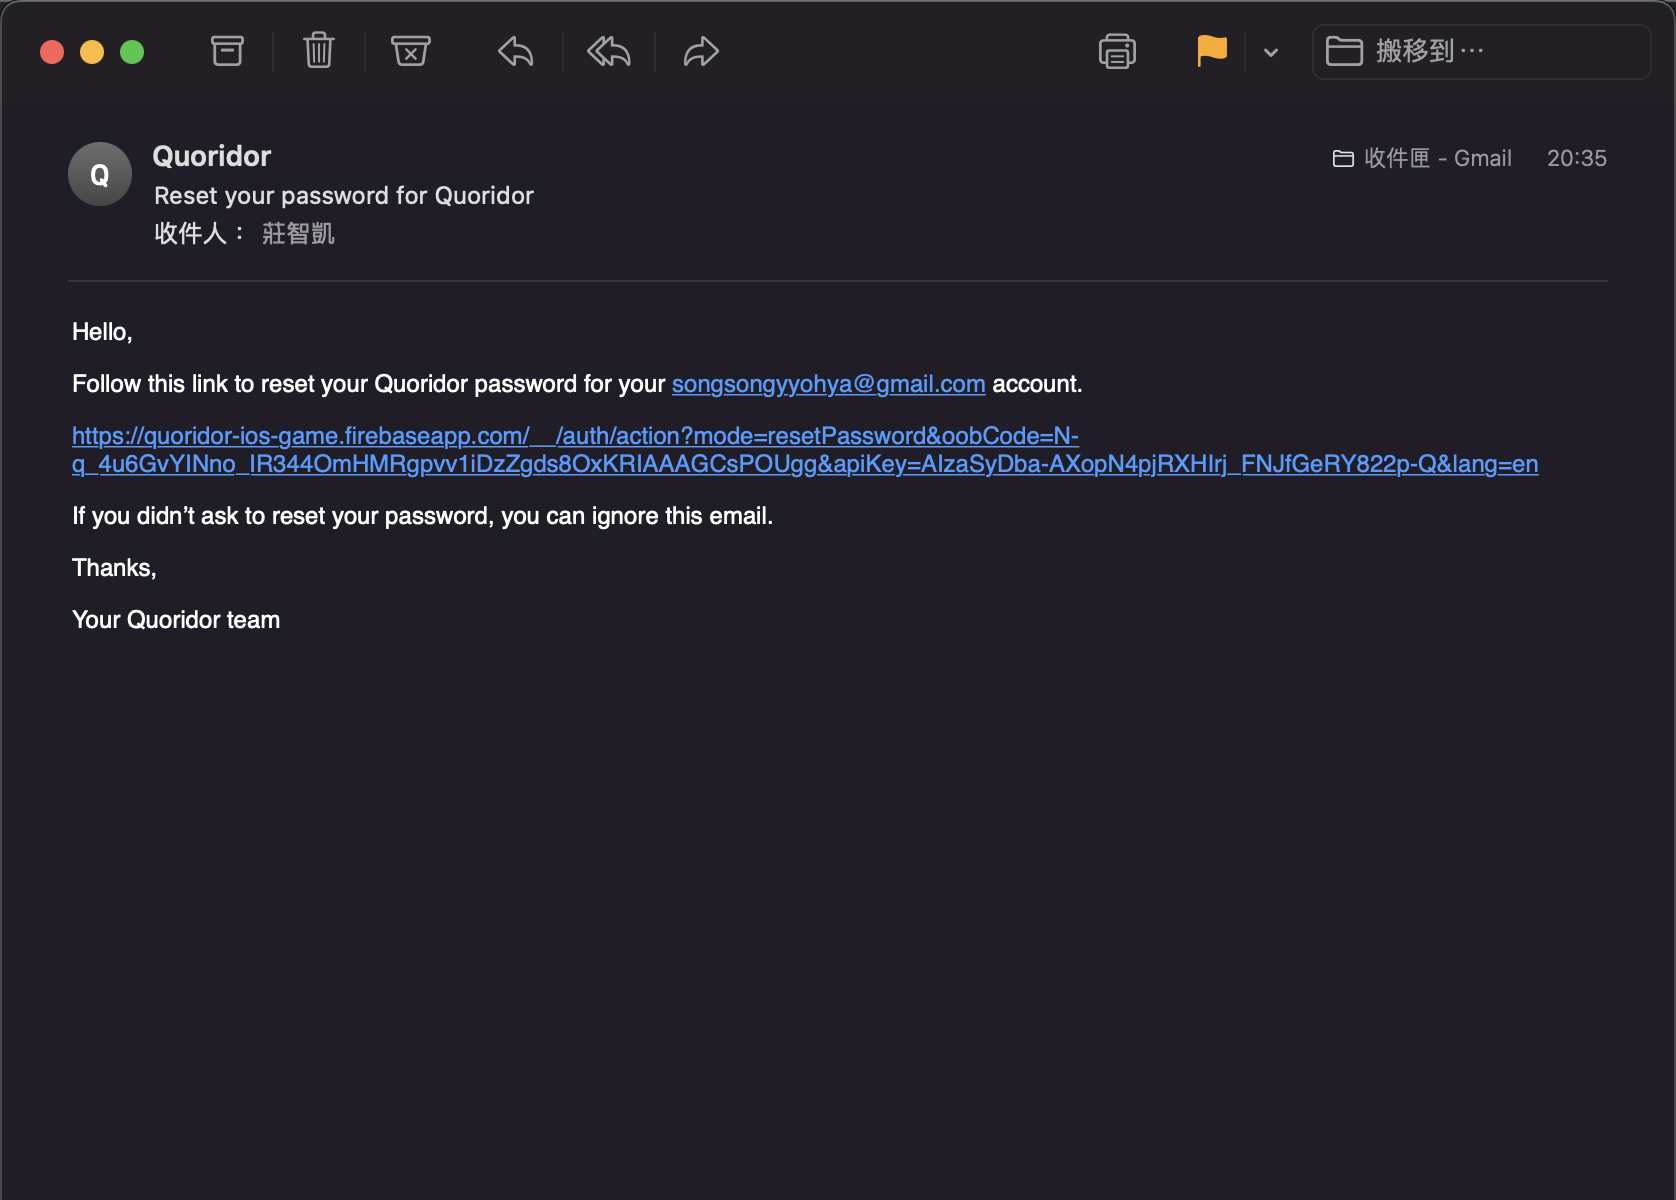 搬移到…
Q
Quoridor
收件匣 - Gmail 20:35
Reset your password for Quoridor
收件人： 莊智凱
Hello,
Follow this link to reset your Quoridor password for your songsongyyohya@gmail.com account.
https://quoridor-ios-game.firebaseapp.com/__/auth/action?mode=resetPassword&oobCode=N-
q_4u6GvYINno_IR344OmHMRgpvv1iDzZgds8OxKRIAAAGCsPOUgg&apiKey=AIzaSyDba-AXopN4pjRXHIrj_FNJfGeRY822p-Q&lang=en
If you didn’t ask to reset your password, you can ignore this email.
Thanks,
Your Quoridor team